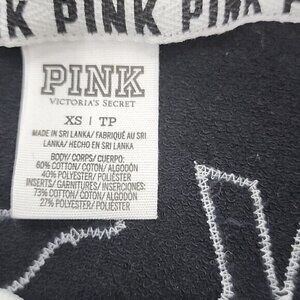 K PINK PINK PINK P
PINK
VICTORIA'S SECRET
XS | TP
MADE IN SRI LANKA/ FABRIQUÉ AU SRI
LANKA/ HECHO EN SRI LANKA
BODY/ CORPS/ CUERPO:
60% COTTON/ COTON/ ALGODÓN
40% POLYESTER/ POLIÉSTER
INSERTS/ GARNITURES/ INSERCIONES:
73% COTTON/ COTON/ ALGODÓN
27% POLYESTER/ POLIÉSTER